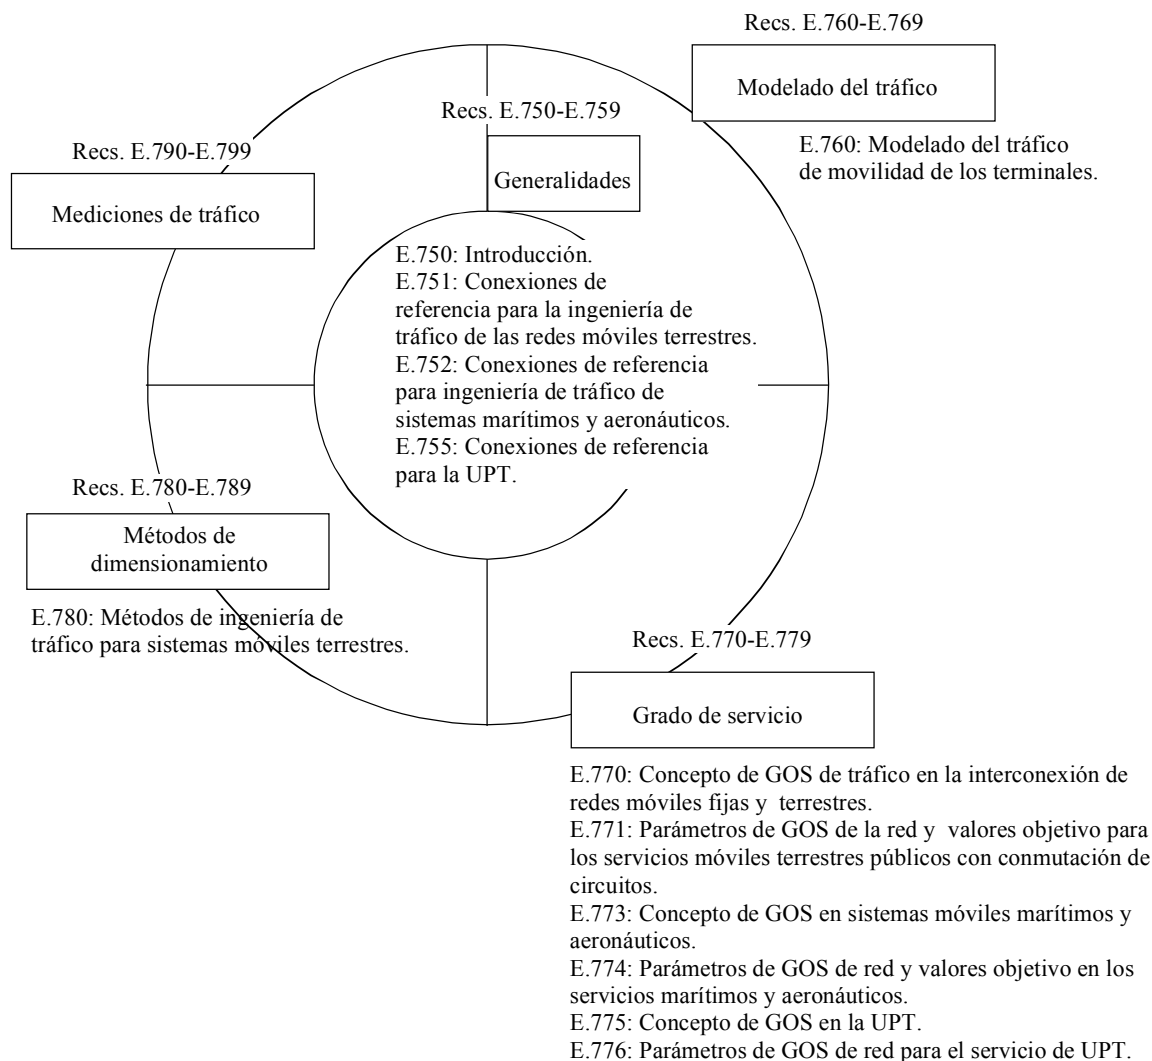 Recs. E.760-E.769
Modelado del tráfico
E.760: Modelado del tráfico
de movilidad de los terminales.
Recs. E.750-E.759
Generalidades
E.750: Introducción.
E.751: Conexiones de
referencia para la ingeniería de
tráfico de las redes móviles terrestres.
E.752: Conexiones de referencia
para ingeniería de tráfico de
sistemas marítimos y aeronáuticos.
E.755: Conexiones de referencia
para la UPT.
Recs. E.790-E.799
Mediciones de tráfico
Recs. E.780-E.789
Métodos de
dimensionamiento
E.780: Métodos de ingeniería de
tráfico para sistemas móviles terrestres.
Recs. E.770-E.779
Grado de servicio
E.770: Concepto de GOS de tráfico en la interconexión de
redes móviles fijas y terrestres.
E.771: Parámetros de GOS de la red y valores objetivo para
los servicios móviles terrestres públicos con conmutación de
circuitos.
E.773: Concepto de GOS en sistemas móviles marítimos y
aeronáuticos.
E.774: Parámetros de GOS de red y valores objetivo en los
servicios marítimos y aeronáuticos.
E.775: Concepto de GOS en la UPT.
E.776: Parámetros de GOS de red para el servicio de UPT.